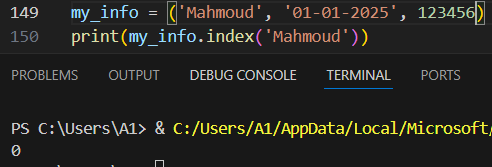 149 my_info = ('Mahmoud', '01-01-2025', 123456)
150 print(my_info.index('Mahmoud'))
PROBLEMS OUTPUT DEBUG CONSOLE TERMINAL PORTS
PS C:\Users\A1> & C:/Users/A1/AppData/Local/Microsoft/
0